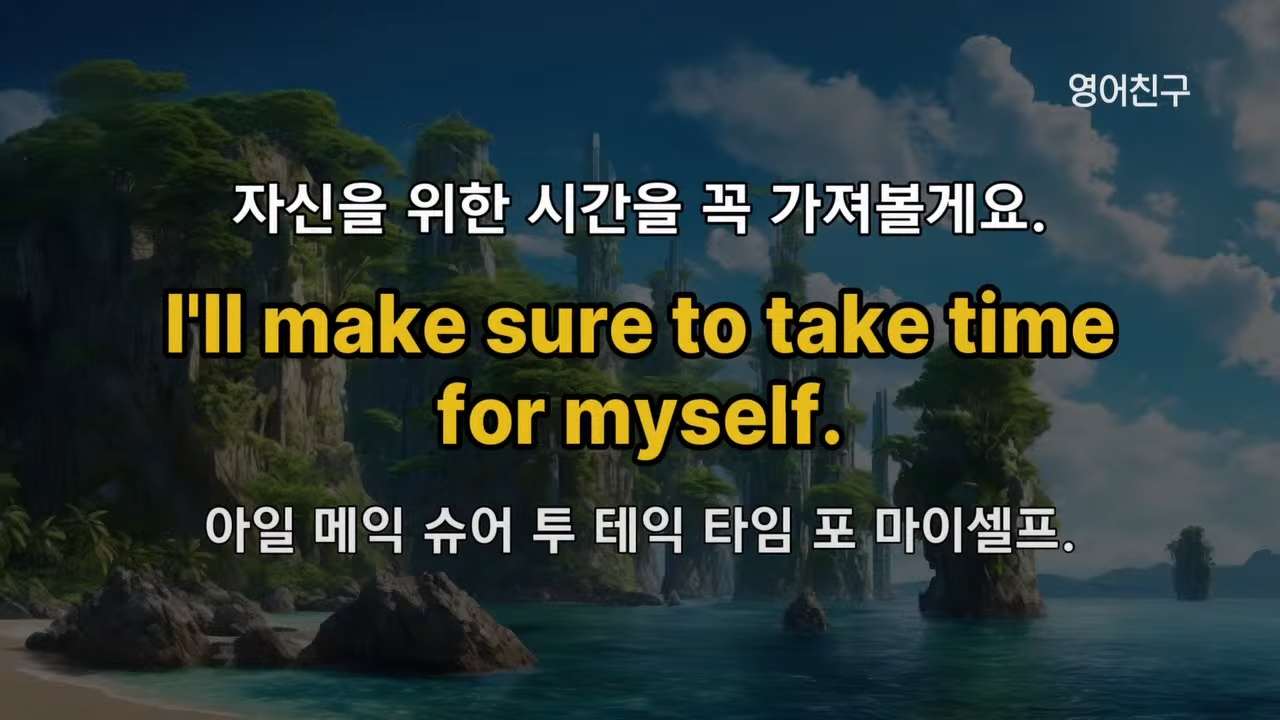 영어친구
자신을 위한 시간을 꼭 가져볼게요.
I'll make sure to take time
for myself.
아일 메익 슈어 투 테익 타임 포 마이셀프.